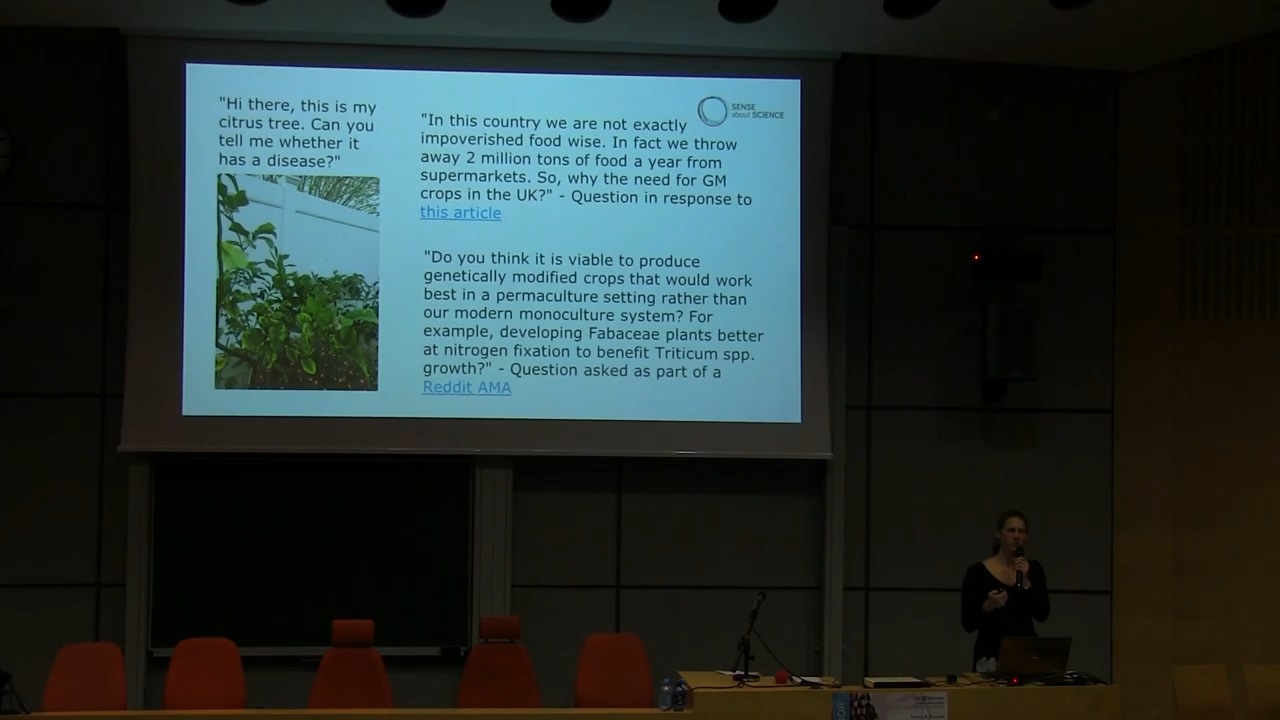 "Hi there, this is my
citrus tree. Can you
tell me whether it
has a disease?"
SENSE
about SCIENCE
"In this country we are not exactly
impoverished food wise. In fact we throw
away 2 million tons of food a year from
supermarkets. So, why the need for GM
crops in the UK?" - Question in response to
this article
"Do you think it is viable to produce
genetically modified crops that would work
best in a permaculture setting rather than
our modern monoculture system? For
example, developing Fabaceae plants better
at nitrogen fixation to benefit Triticum spp.
growth?" - Question asked as part of a
Reddit AMA